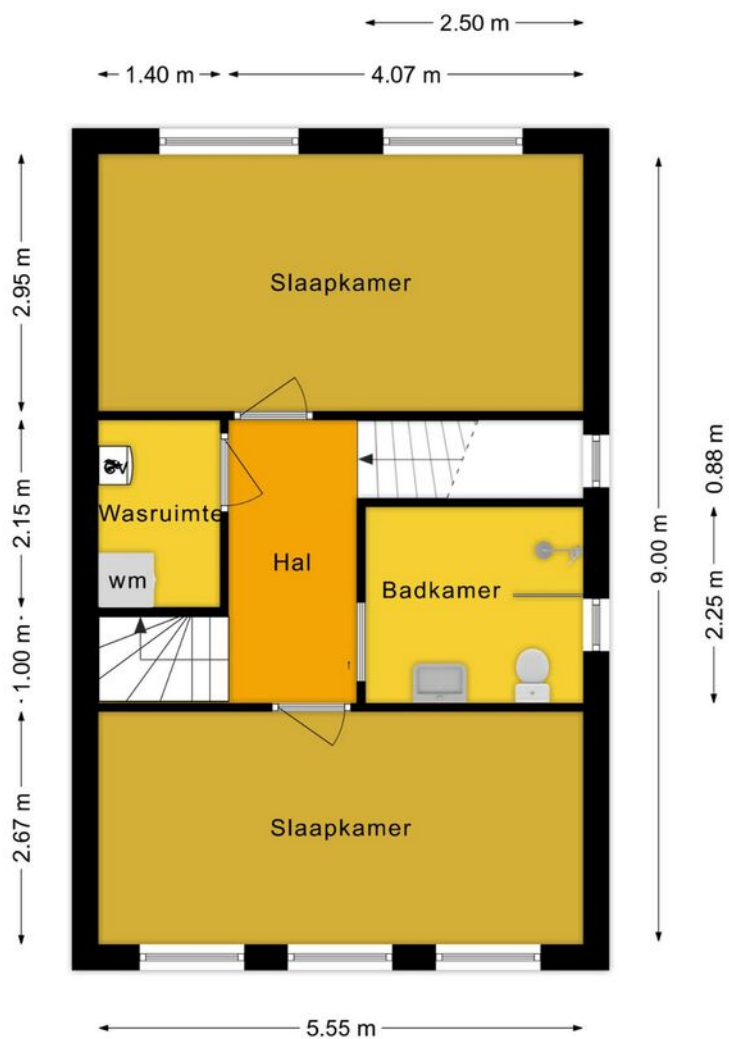 2.50 m
1.40 m
4.07 m
2.95 m
Slaapkamer
2.15 m
Wasruimte
wm
Hal
Badkamer
0.88 m
9.00 m
2.25 m
1.00 m
2.67 m
Slaapkamer
5.55 m